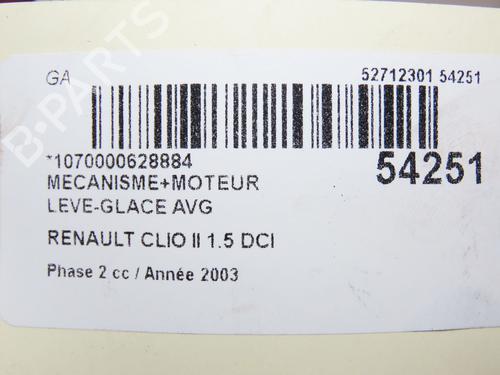 GA
52712301 54251
*1070000628884
54251
MECANISME+MOTEUR
LEVE-GLACE AVG
RENAULT CLIO II 1.5 DCI
Phase 2 cc / Année 2003
B-PARTS